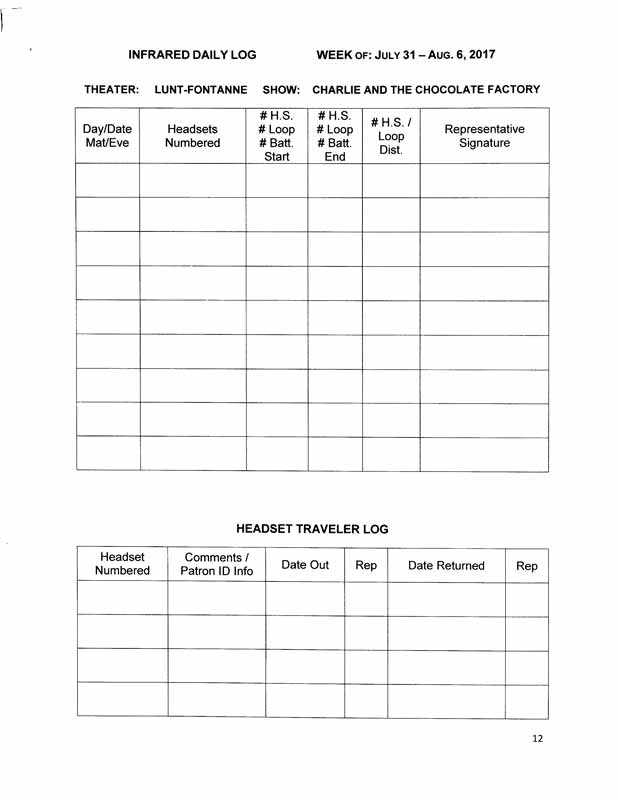 INFRARED DAILY LOG WEEK OF: JULY 31 – AUG. 6, 2017
THEATER: LUNT-FONTANNE SHOW: CHARLIE AND THE CHOCOLATE FACTORY
Day/Date
Mat/Eve
Headsets
Numbered
# H.S.
# Loop
# Batt.
Start
# H.S.
# Loop
# Batt.
End
# H.S. /
Loop
Dist.
Representative
Signature
HEADSET TRAVELER LOG
Headset
Numbered
Comments /
Patron ID Info
Date Out
Rep
Date Returned
Rep
12